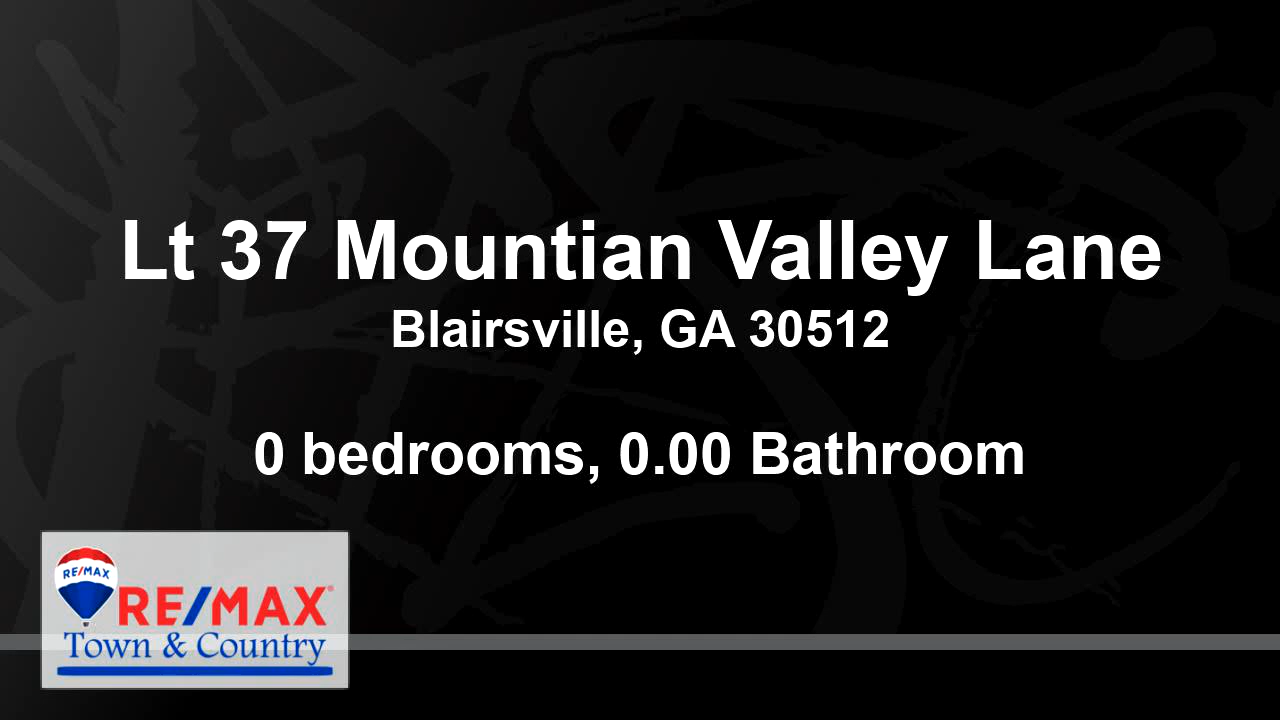 Lt 37 Mountian Valley Lane
Blairsville, GA 30512
0 bedrooms, 0.00 Bathroom
RE/MAX
RE/MAX®
Town & Country